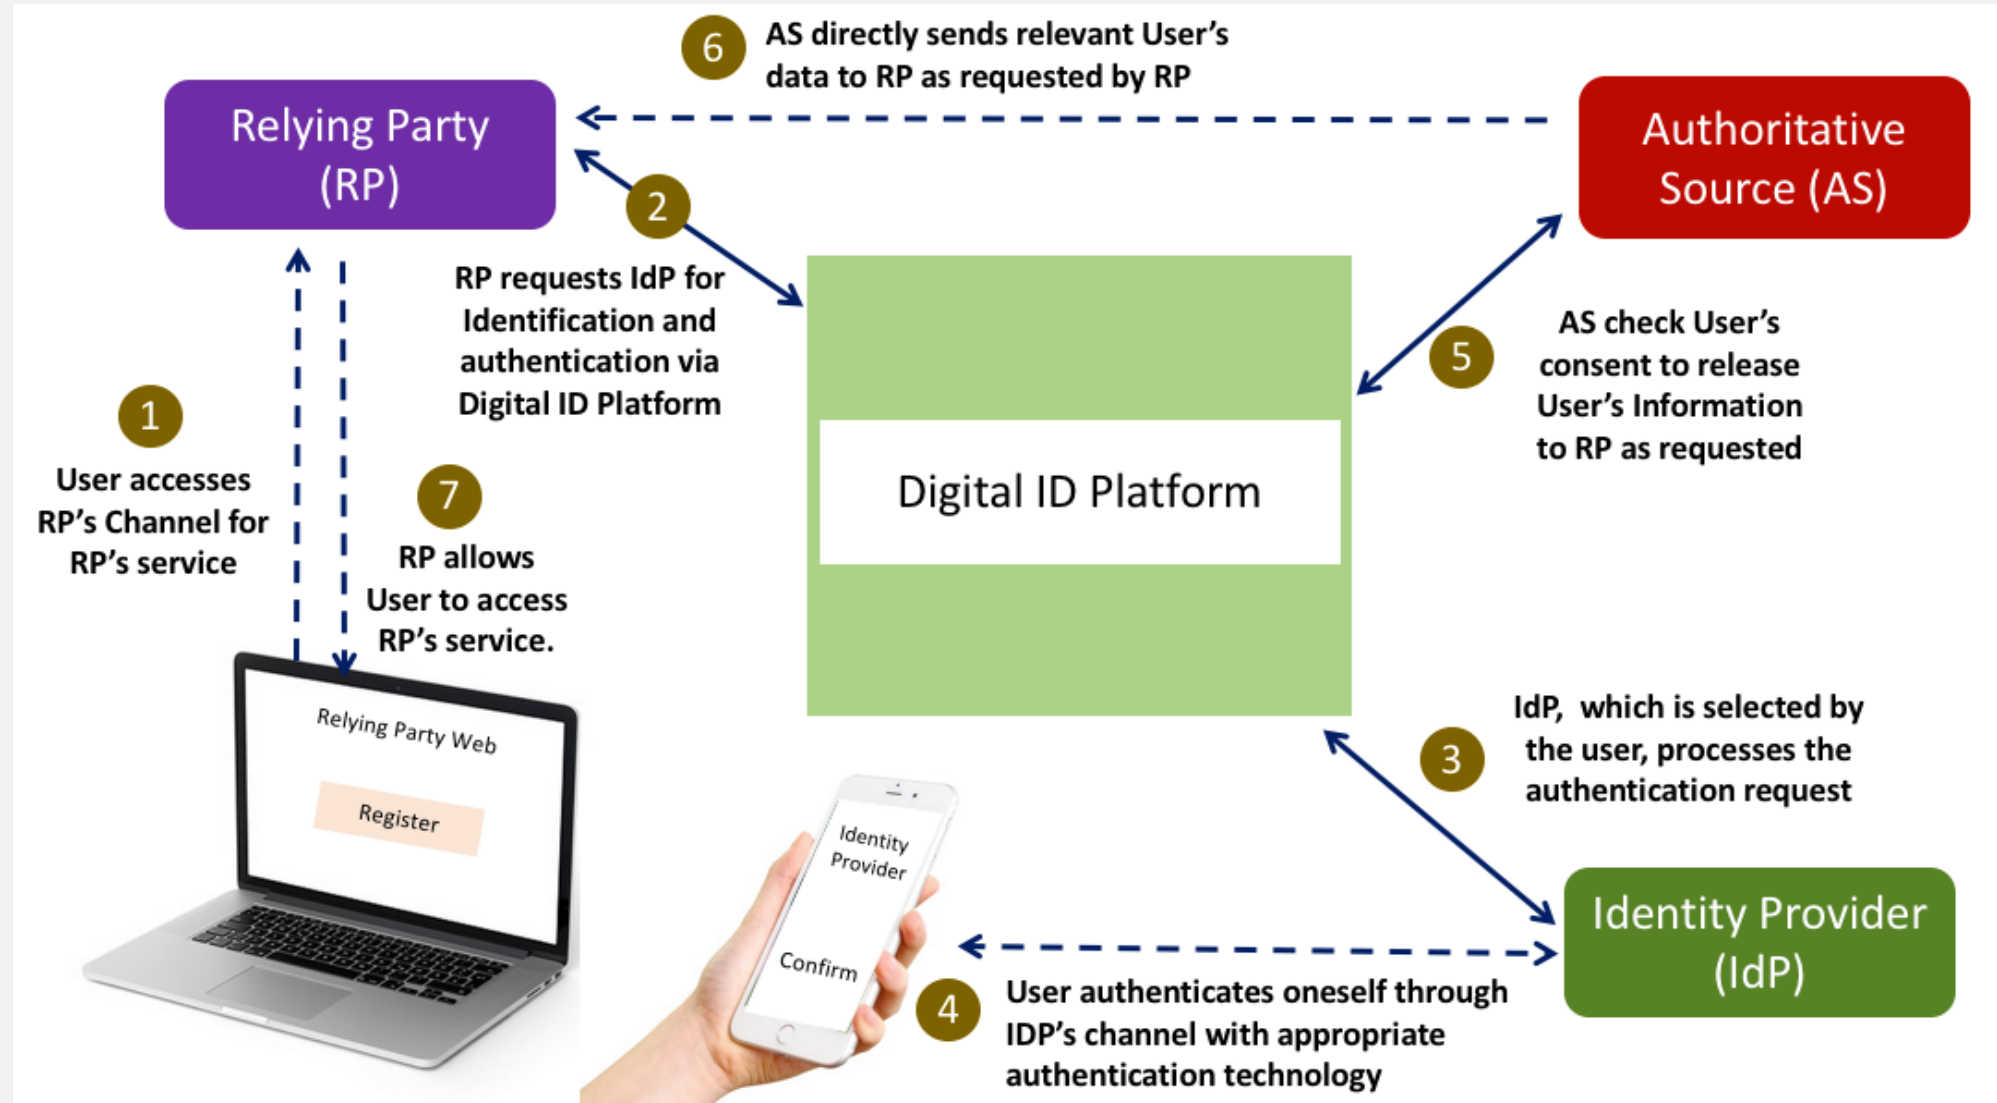 6
AS directly sends relevant User's
data to RP as requested by RP
Relying Party
(RP)
Authoritative
Source (AS)
2
RP requests IdP for
Identification and
authentication via
Digital ID Platform
5
AS check User's
consent to release
User's Information
to RP as requested
1
User accesses
RP's Channel for
RP's service
7
RP allows
User to access
RP's service.
Digital ID Platform
Relying Party Web
Register
3
IdP, which is selected by
the user, processes the
authentication request
Identity
Provider
Confirm
Identity Provider
(IdP)
4
User authenticates oneself through
IDP's channel with appropriate
authentication technology